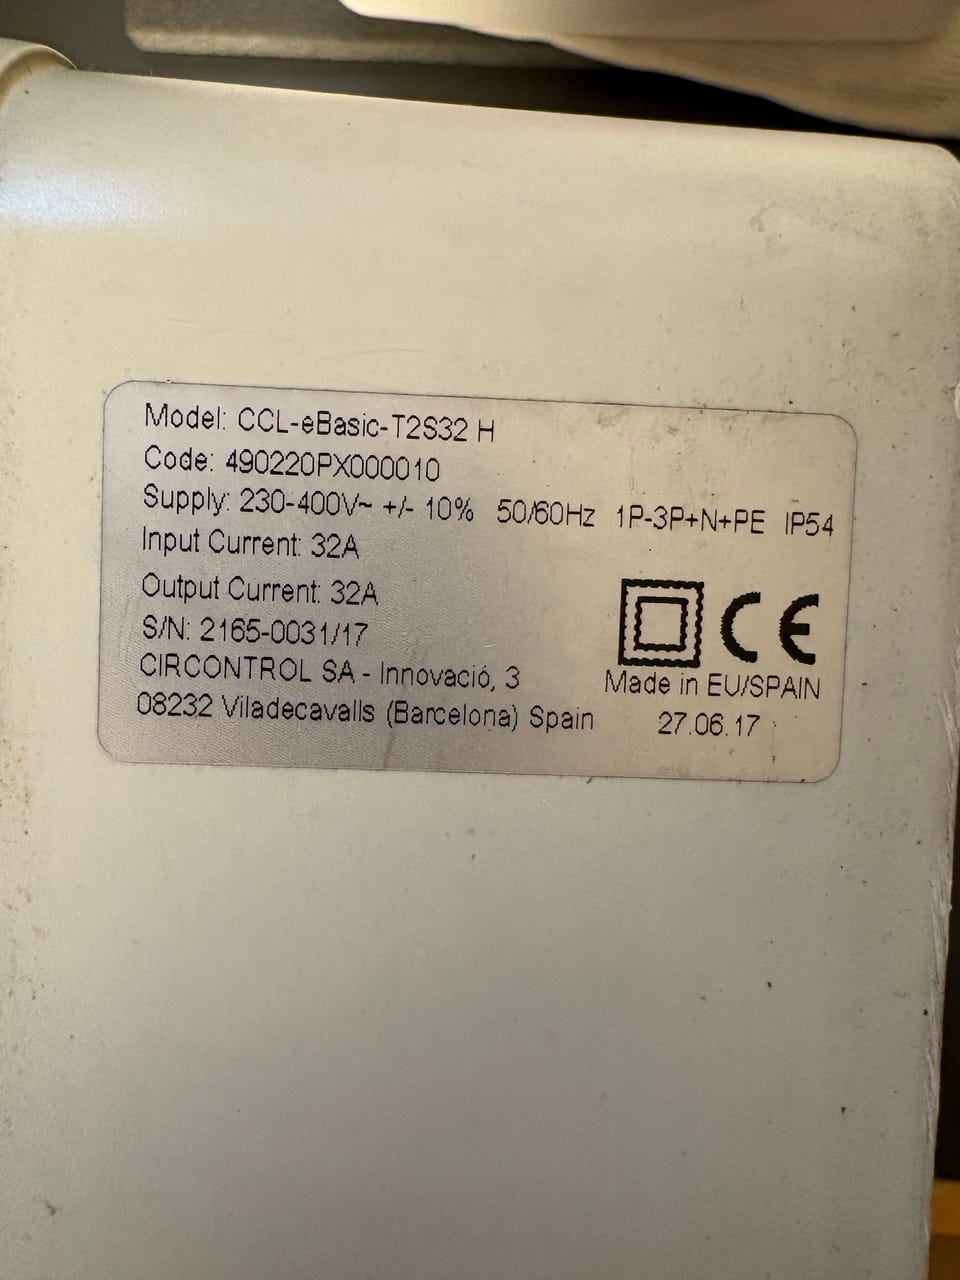 Model: CCL-eBasic-T2S32 H
Code: 490220PX000010
Supply: 230-400V~ +/- 10% 50/60Hz 1P-3P+N+PE IP54
Input Current: 32A
Output Current: 32A
S/N: 2165-0031/17
CIRCONTROL SA - Innovació, 3
08232 Viladecavalls (Barcelona) Spain
CE
Made in EU/SPAIN
27.06.17